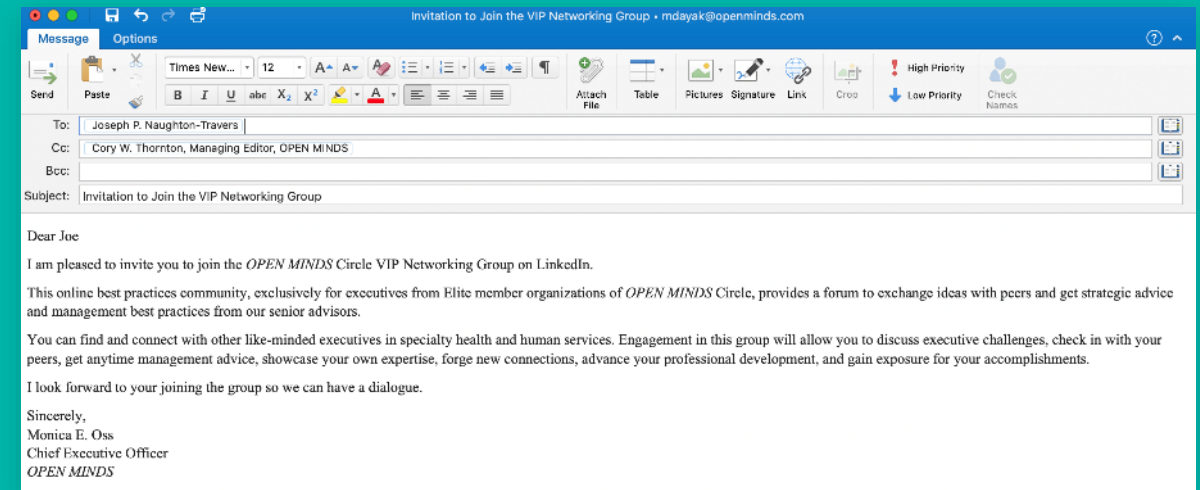 Invitation to Join the VIP Networking Group • mdayak@openminds.com
Message Options
Times New... 12 A A
High Priority
B I U abc X₂ X² A
Low Priority
Send Paste Attach File Table Pictures Signature Link Crop Check Names
To: Joseph P. Naughton-Travers
Cc: Cory W. Thornton, Managing Editor, OPEN MINDS
Bcc:
Subject: Invitation to Join the VIP Networking Group
Dear Joe
I am pleased to invite you to join the OPEN MINDS Circle VIP Networking Group on LinkedIn.
This online best practices community, exclusively for executives from Elite member organizations of OPEN MINDS Circle, provides a forum to exchange ideas with peers and get strategic advice
and management best practices from our senior advisors.
You can find and connect with other like-minded executives in specialty health and human services. Engagement in this group will allow you to discuss executive challenges, check in with your
peers, get anytime management advice, showcase your own expertise, forge new connections, advance your professional development, and gain exposure for your accomplishments.
I look forward to your joining the group so we can have a dialogue.
Sincerely,
Monica E. Oss
Chief Executive Officer
OPEN MINDS